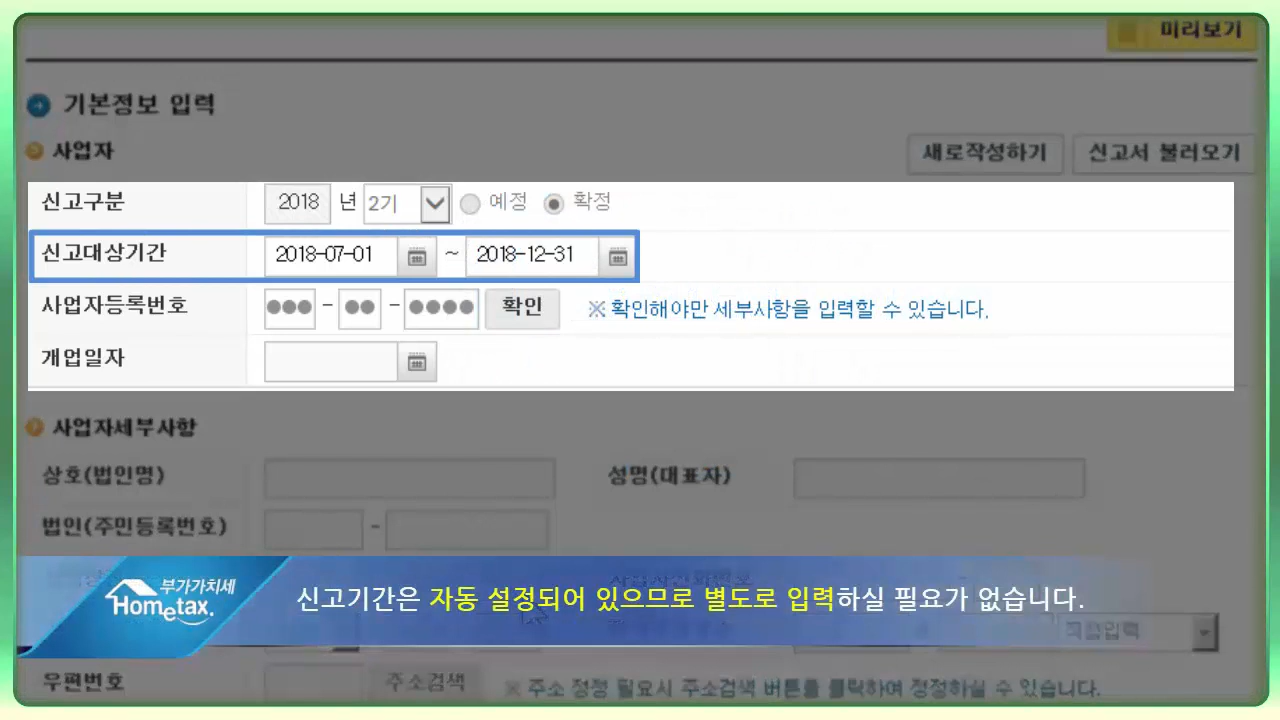 미리보기
기본정보 입력
사업자
새로작성하기
신고서 불러오기
신고구분 2018 년 2기 예정 확정
신고대상기간 2018-07-01 ~ 2018-12-31
사업자등록번호 ●●● - ●● - ●●●● 확인 ※ 확인해야만 세부사항을 입력할 수 있습니다.
개업일자
사업자세부사항
상호(법인명) 성명(대표자)
법인(주민등록번호) -
사업자전화번호
부가가치세
Hometax.
신고기간은 자동 설정되어 있으므로 별도로 입력하실 필요가 없습니다.
직접입력
우편번호 주소검색 ※ 주소 정정 필요시 주소검색 버튼을 클릭하여 정정하실 수 있습니다.